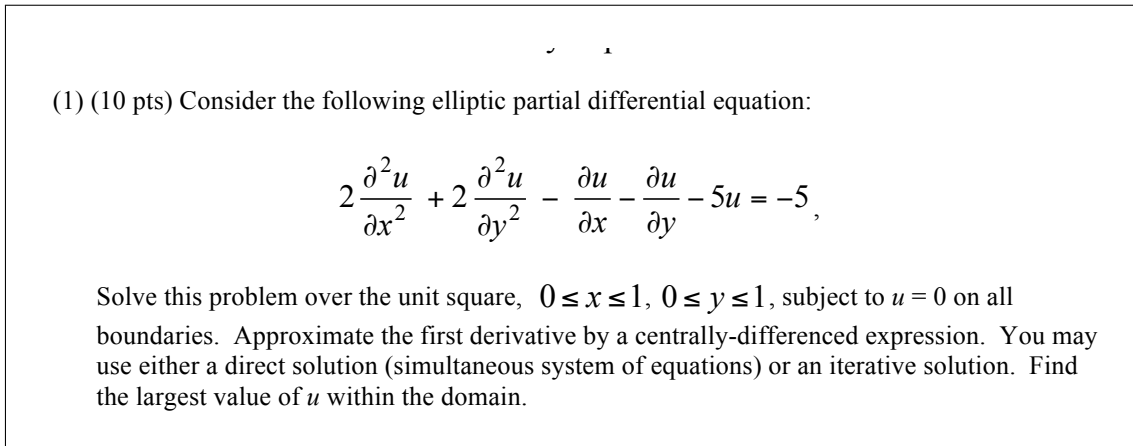 (1) (10 pts) Consider the following elliptic partial differential equation:
2 ∂²u/∂x² + 2 ∂²u/∂y² − ∂u/∂x − ∂u/∂y − 5u = −5,
Solve this problem over the unit square, 0 ≤ x ≤ 1, 0 ≤ y ≤ 1, subject to u = 0 on all
boundaries. Approximate the first derivative by a centrally-differenced expression. You may
use either a direct solution (simultaneous system of equations) or an iterative solution. Find
the largest value of u within the domain.